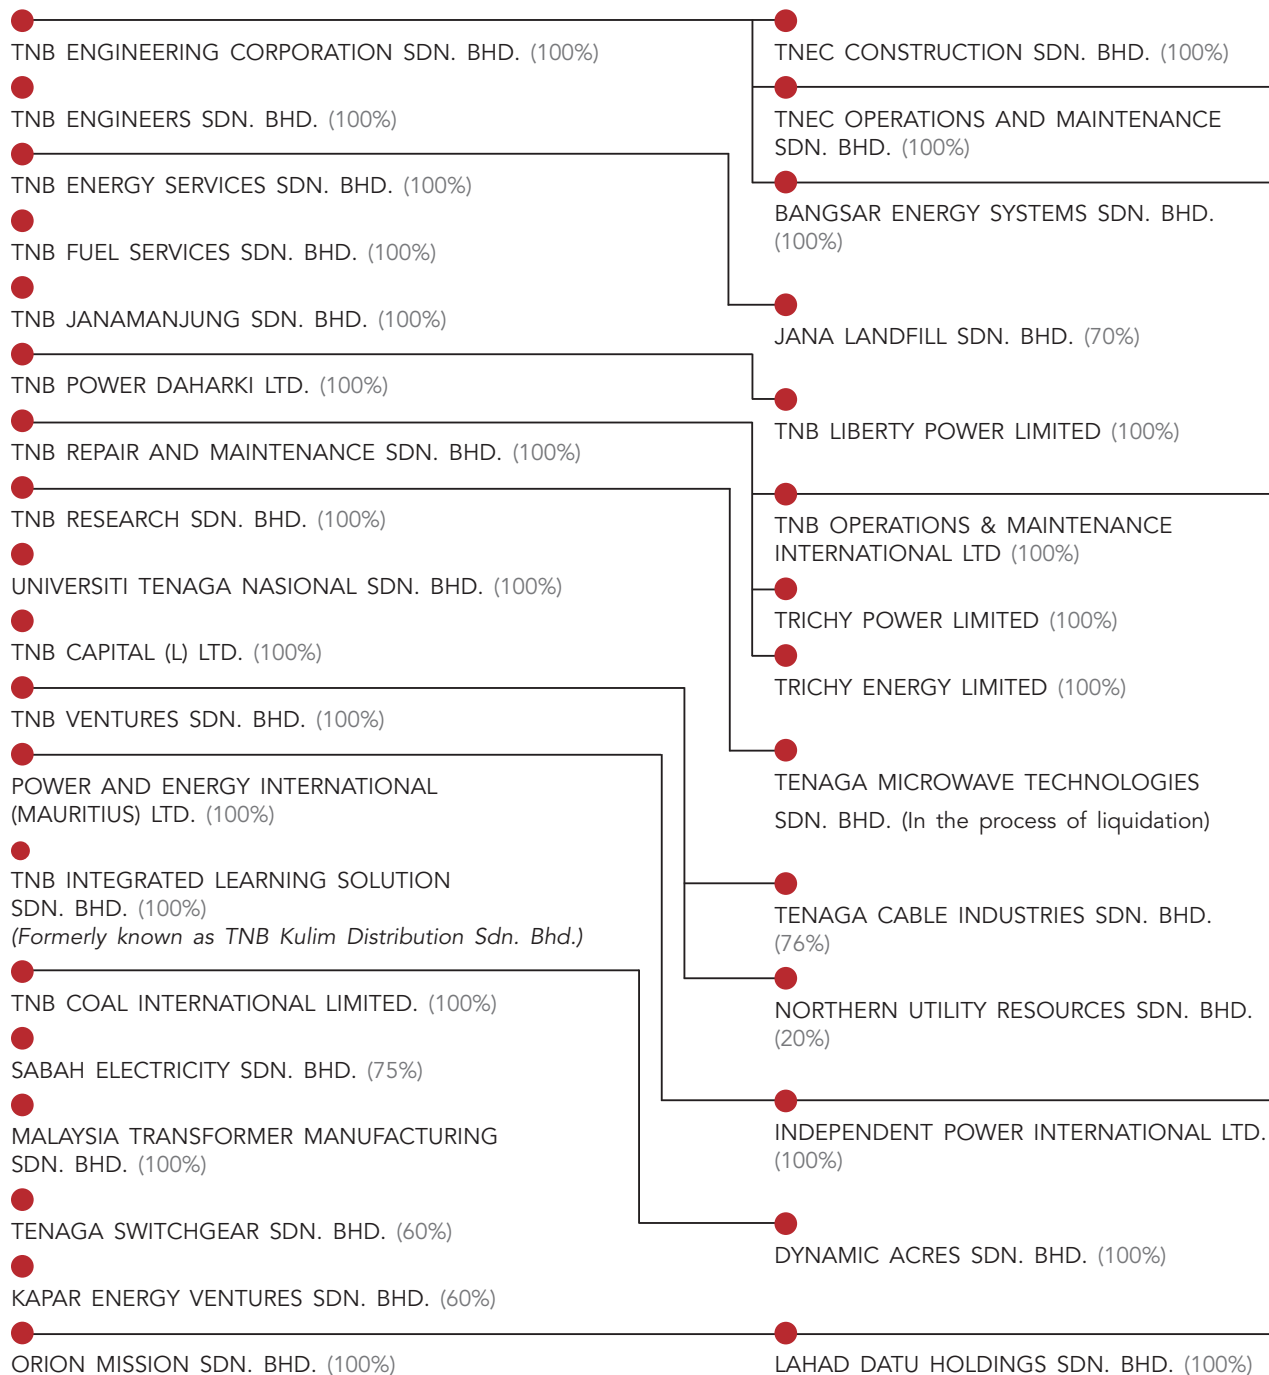 TNB ENGINEERING CORPORATION SDN. BHD. (100%)
TNB ENGINEERS SDN. BHD. (100%)
TNB ENERGY SERVICES SDN. BHD. (100%)
TNB FUEL SERVICES SDN. BHD. (100%)
TNB JANAMANJUNG SDN. BHD. (100%)
TNB POWER DAHARKI LTD. (100%)
TNB REPAIR AND MAINTENANCE SDN. BHD. (100%)
TNB RESEARCH SDN. BHD. (100%)
UNIVERSITI TENAGA NASIONAL SDN. BHD. (100%)
TNB CAPITAL (L) LTD. (100%)
TNB VENTURES SDN. BHD. (100%)
POWER AND ENERGY INTERNATIONAL
(MAURITIUS) LTD. (100%)
TNB INTEGRATED LEARNING SOLUTION
SDN. BHD. (100%)
(Formerly known as TNB Kulim Distribution Sdn. Bhd.)
TNB COAL INTERNATIONAL LIMITED. (100%)
SABAH ELECTRICITY SDN. BHD. (75%)
MALAYSIA TRANSFORMER MANUFACTURING
SDN. BHD. (100%)
TENAGA SWITCHGEAR SDN. BHD. (60%)
KAPAR ENERGY VENTURES SDN. BHD. (60%)
ORION MISSION SDN. BHD. (100%)
TNEC CONSTRUCTION SDN. BHD. (100%)
TNEC OPERATIONS AND MAINTENANCE
SDN. BHD. (100%)
BANGSAR ENERGY SYSTEMS SDN. BHD.
(100%)
JANA LANDFILL SDN. BHD. (70%)
TNB LIBERTY POWER LIMITED (100%)
TNB OPERATIONS & MAINTENANCE
INTERNATIONAL LTD (100%)
TRICHY POWER LIMITED (100%)
TRICHY ENERGY LIMITED (100%)
TENAGA MICROWAVE TECHNOLOGIES
SDN. BHD. (In the process of liquidation)
TENAGA CABLE INDUSTRIES SDN. BHD.
(76%)
NORTHERN UTILITY RESOURCES SDN. BHD.
(20%)
INDEPENDENT POWER INTERNATIONAL LTD.
(100%)
DYNAMIC ACRES SDN. BHD. (100%)
LAHAD DATU HOLDINGS SDN. BHD. (100%)